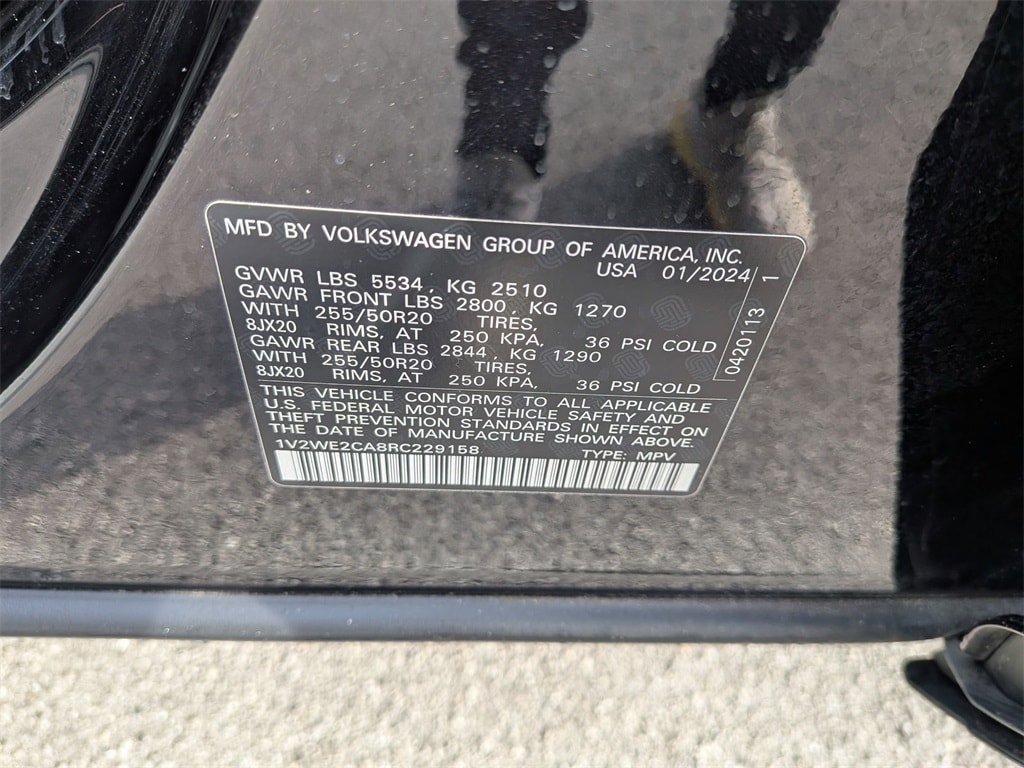 MFD BY VOLKSWAGEN GROUP OF AMERICA, INC.
USA 01/2024
GVWR LBS 5534, KG 2510
GAWR FRONT LBS 2800, KG 1270
WITH 255/50R20 TIRES,
8JX20 RIMS, AT 250 KPA, 36 PSI COLD
GAWR REAR LBS 2844, KG 1290
WITH 255/50R20 TIRES,
8JX20 RIMS, AT 250 KPA, 36 PSI COLD
0420113 1
THIS VEHICLE CONFORMS TO ALL APPLICABLE
U.S. FEDERAL MOTOR VEHICLE SAFETY AND
THEFT PREVENTION STANDARDS IN EFFECT ON
THE DATE OF MANUFACTURE SHOWN ABOVE.
1V2WE2CA8RC229158 TYPE: MPV